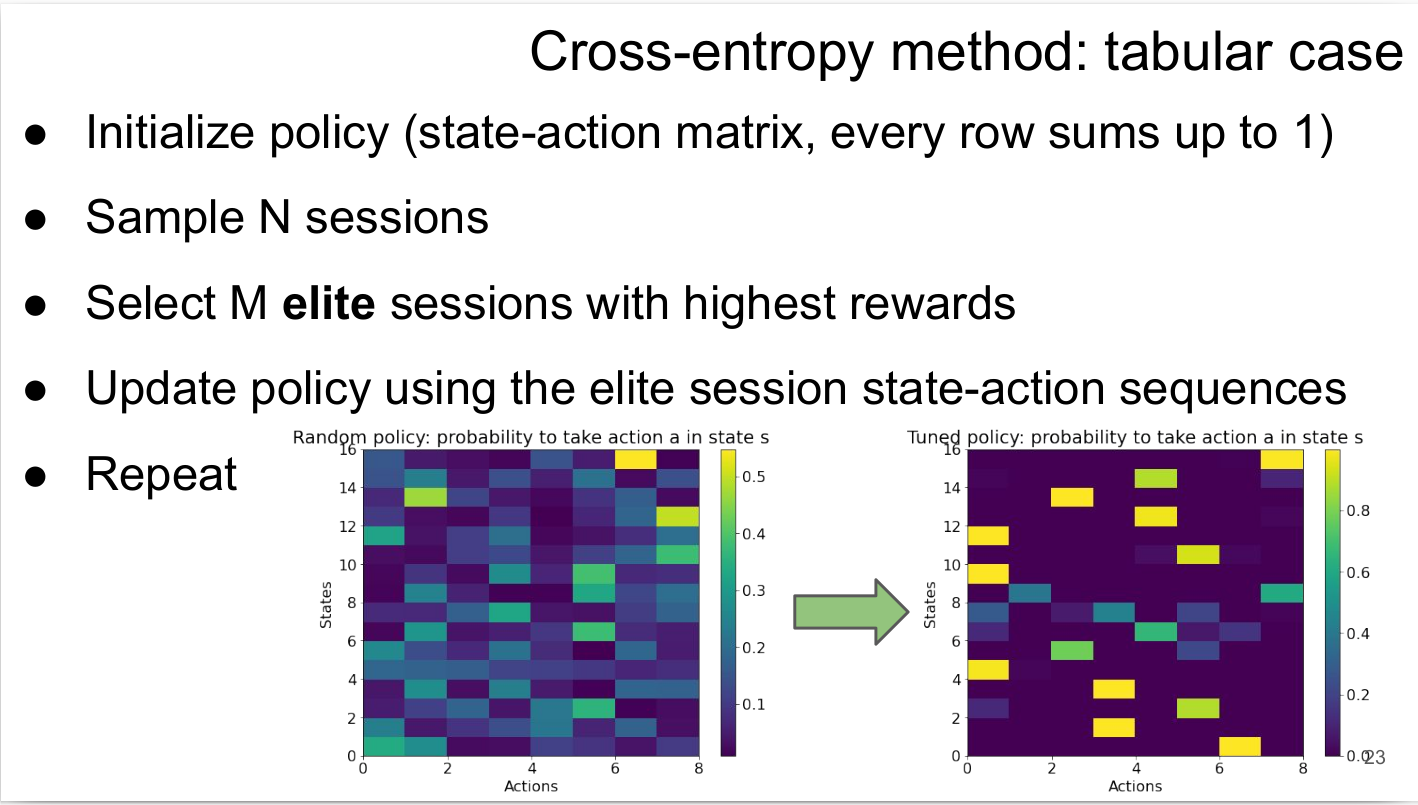 Cross-entropy method: tabular case
● Initialize policy (state-action matrix, every row sums up to 1)
● Sample N sessions
● Select M elite sessions with highest rewards
● Update policy using the elite session state-action sequences
● Repeat
Random policy: probability to take action a in state s
16
14
12
10
8
6
4
2
0
States
0 2 4 6 8
Actions
0.5
0.4
0.3
0.2
0.1
Tuned policy: probability to take action a in state s
16
14
12
10
8
6
4
2
0
States
0 2 4 6 8
Actions
0.8
0.6
0.4
0.2
0.0
23